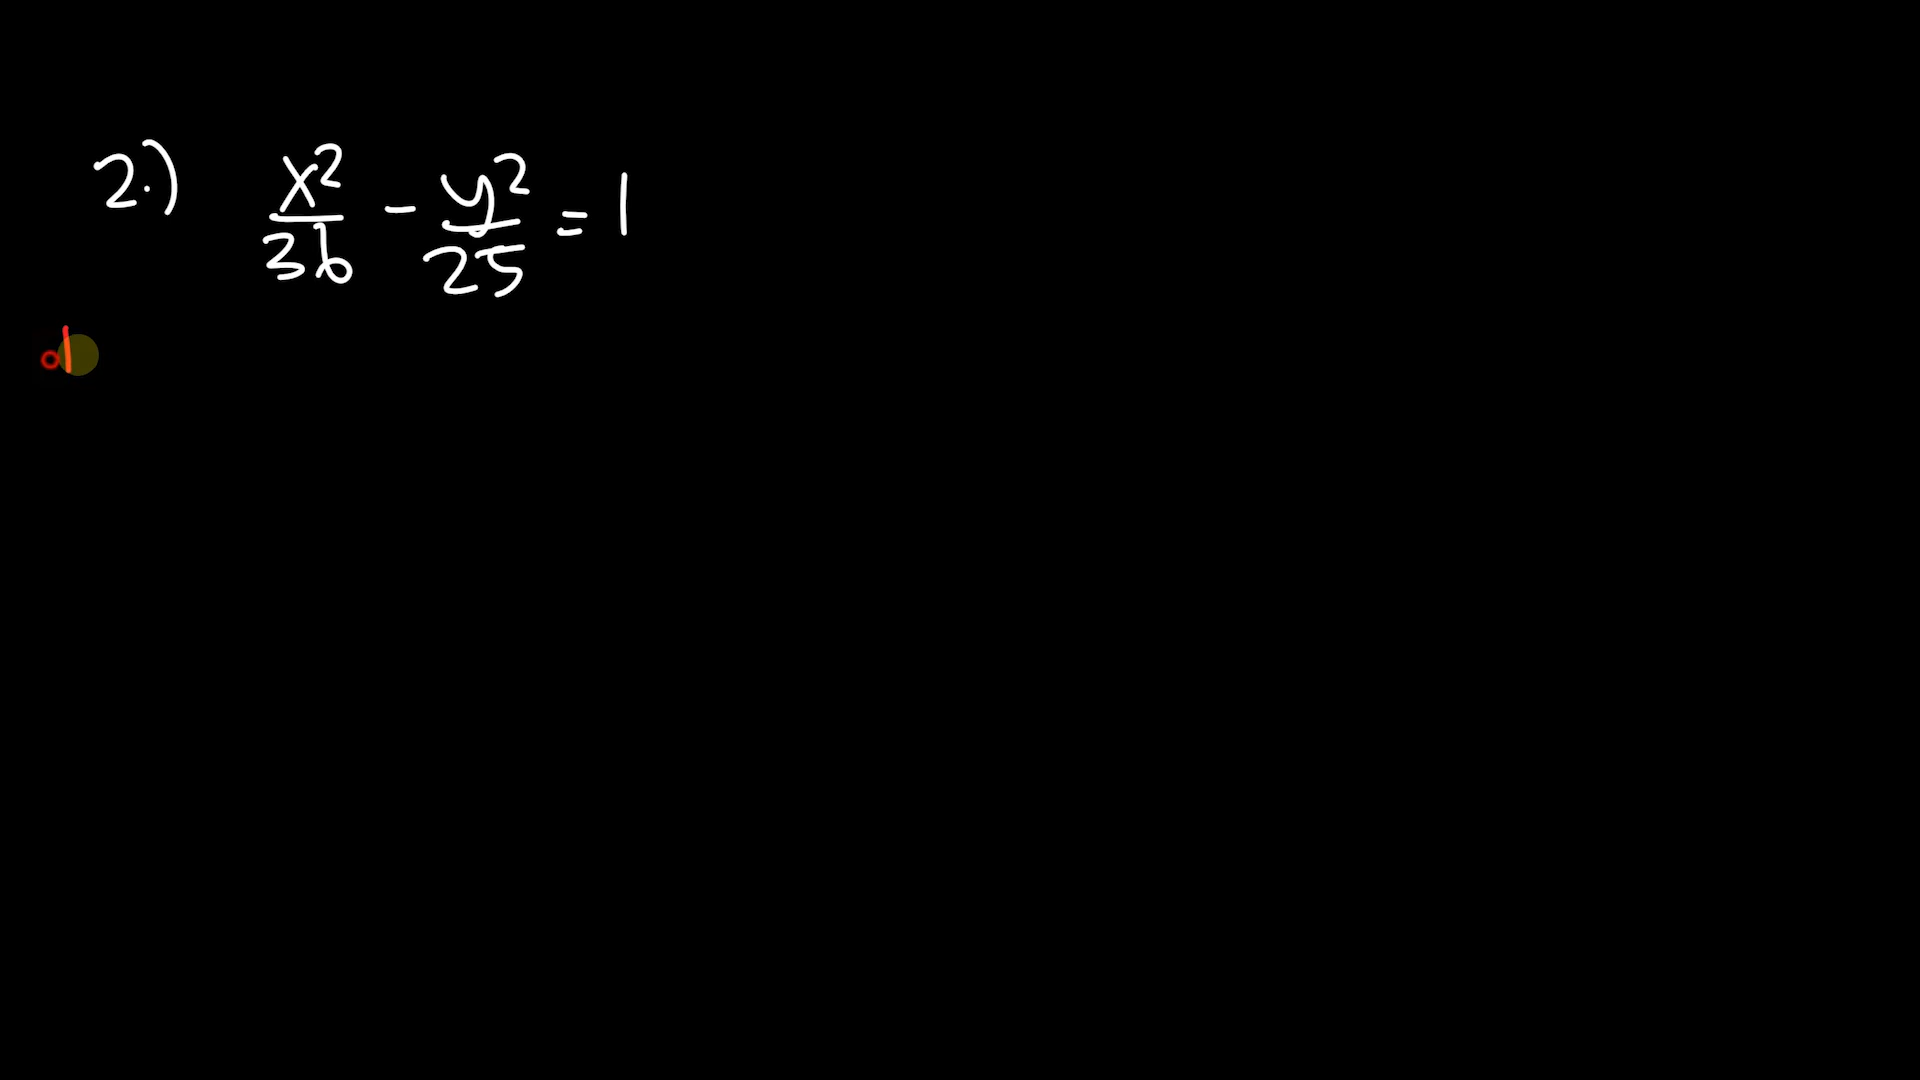 2.) x²/36 - y²/25 = 1
d